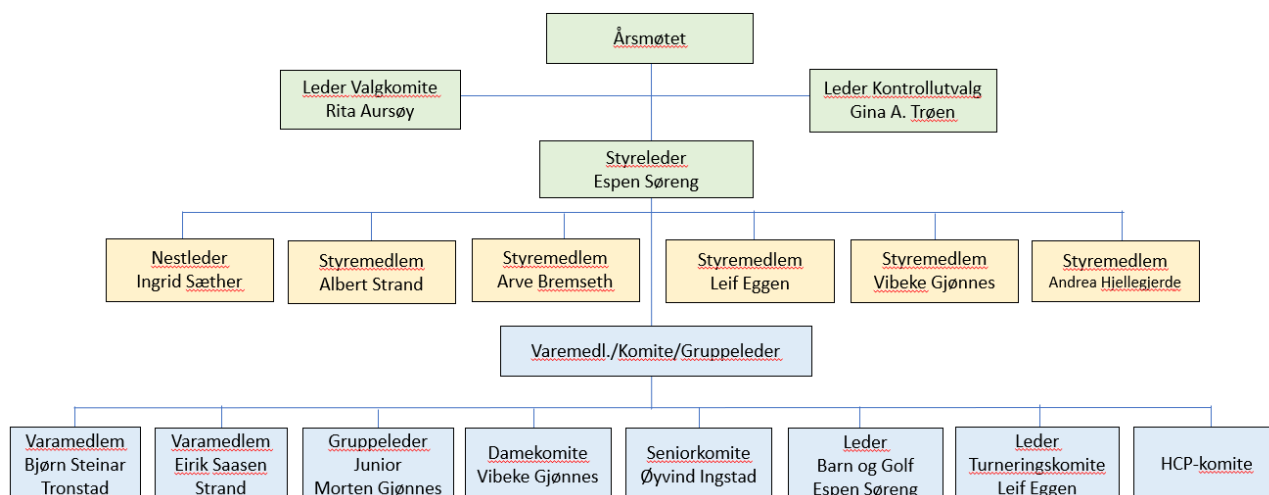 Årsmøtet
Leder Valgkomite
Rita Aursøy
Leder Kontrollutvalg
Gina A. Trøen
Styreleder
Espen Søreng
Nestleder
Ingrid Sæther
Styremedlem
Albert Strand
Styremedlem
Arve Bremseth
Styremedlem
Leif Eggen
Styremedlem
Vibeke Gjønnes
Styremedlem
Andrea Hjellegjerde
Varemedl./Komite/Gruppeleder
Varamedlem
Bjørn Steinar
Tronstad
Varamedlem
Eirik Saasen
Strand
Gruppeleder
Junior
Morten Gjønnes
Damekomite
Vibeke Gjønnes
Seniorkomite
Øyvind Ingstad
Leder
Barn og Golf
Espen Søreng
Leder
Turneringskomite
Leif Eggen
HCP-komite